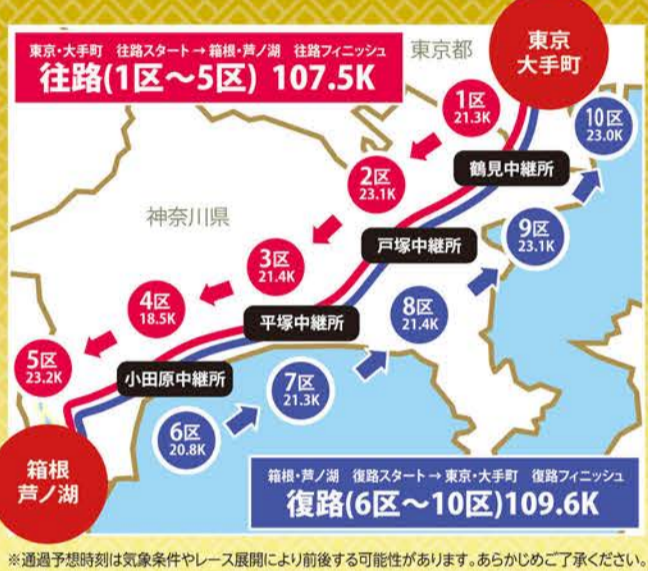 東京・大手町 往路スタート→箱根・芦ノ湖 往路フィニッシュ
往路(1区～5区) 107.5K
東京都
東京
大手町
1区
21.3K
10区
23.0K
鶴見中継所
2区
23.1K
神奈川県
戸塚中継所
9区
23.1K
3区
21.4K
4区
18.5K
平塚中継所
8区
21.4K
5区
23.2K
小田原中継所
7区
21.3K
6区
20.8K
箱根
芦ノ湖
箱根・芦ノ湖 復路スタート→東京・大手町 復路フィニッシュ
復路(6区～10区)109.6K
※通過予想時刻は気象条件やレース展開により前後する可能性があります。あらかじめご了承ください。